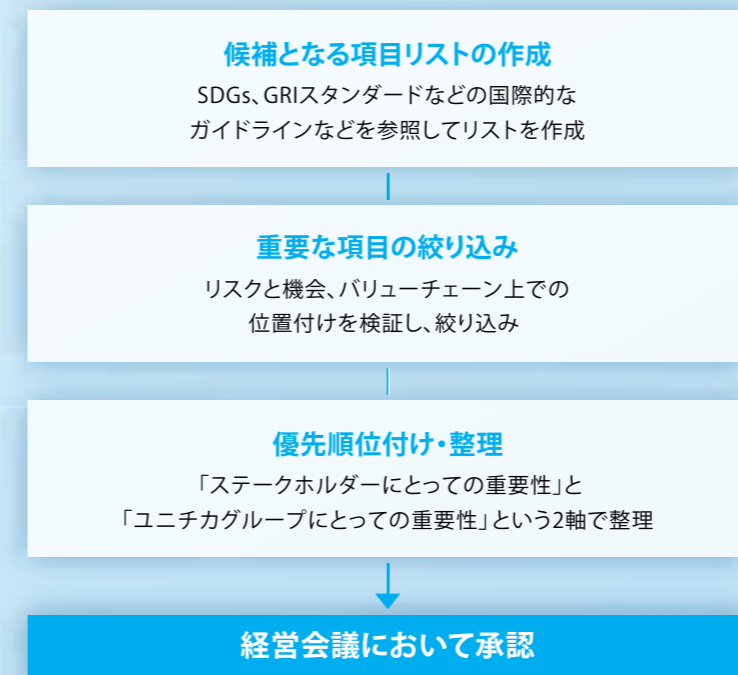 候補となる項目リストの作成
SDGs、GRIスタンダードなどの国際的な
ガイドラインなどを参照してリストを作成
重要な項目の絞り込み
リスクと機会、バリューチェーン上での
位置付けを検証し、絞り込み
優先順位付け・整理
「ステークホルダーにとっての重要性」と
「ユニチカグループにとっての重要性」という2軸で整理
経営会議において承認